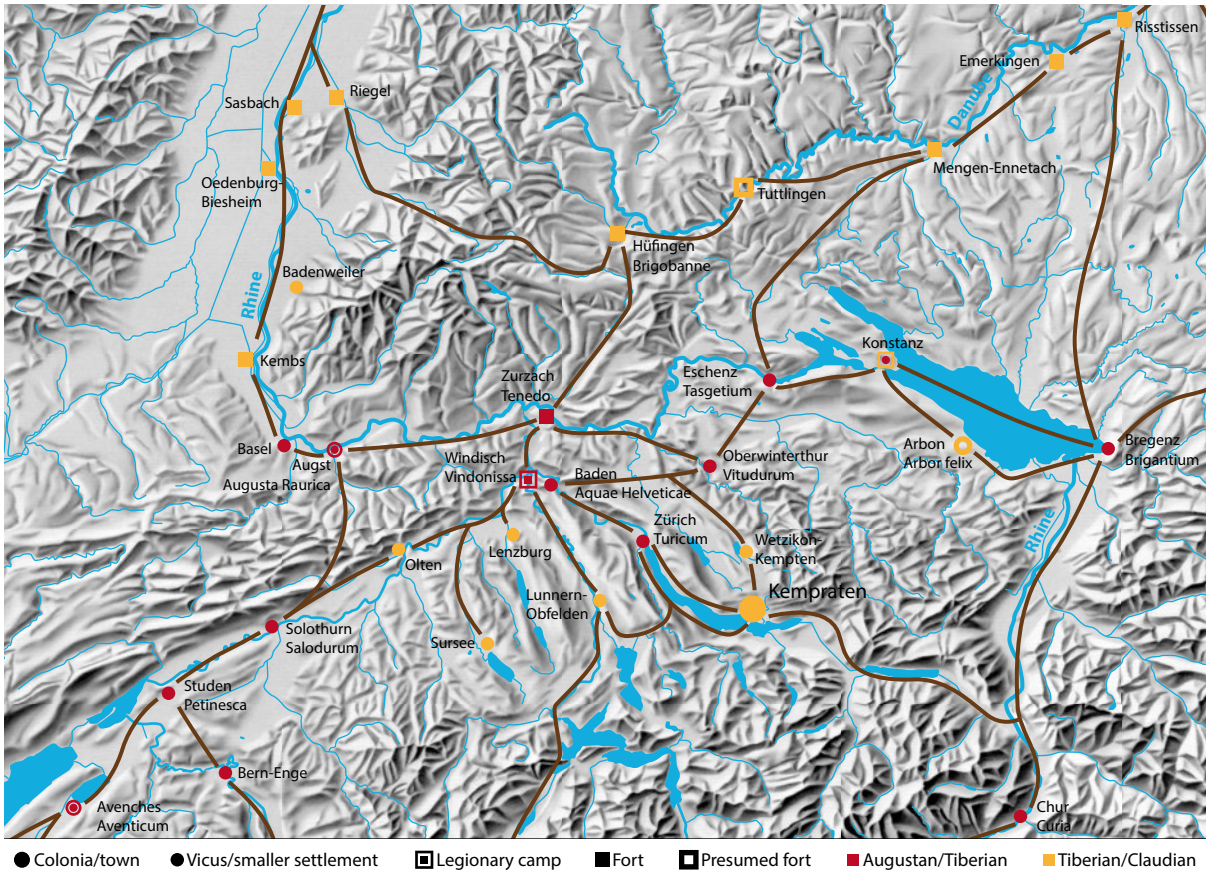 Risstissen
Emerkingen
Danube
Riegel
Sasbach
Mengen-Ennetach
Oedenburg-
Biesheim
Tuttlingen
Hüfingen
Brigobanne
Badenweiler
Rhine
Konstanz
Kembs
Eschenz
Tasgetium
Zurzach
Tenedo
Basel
Augst
Augusta Raurica
Windisch
Vindonissa
Baden
Aquae Helveticae
Oberwinterthur
Vitudurum
Arbon
Arbor felix
Bregenz
Brigantium
Rhine
Zürich
Turicum
Wetzikon-
Kempten
Lenzburg
Olten
Kempraten
Lunnern-
Obfelden
Solothurn
Salodurum
Sursee
Studen
Petinesca
Bern-Enge
Avenches
Aventicum
Chur
Curia
Colonia/town Vicus/smaller settlement Legionary camp Fort Presumed fort Augustan/Tiberian Tiberian/Claudian